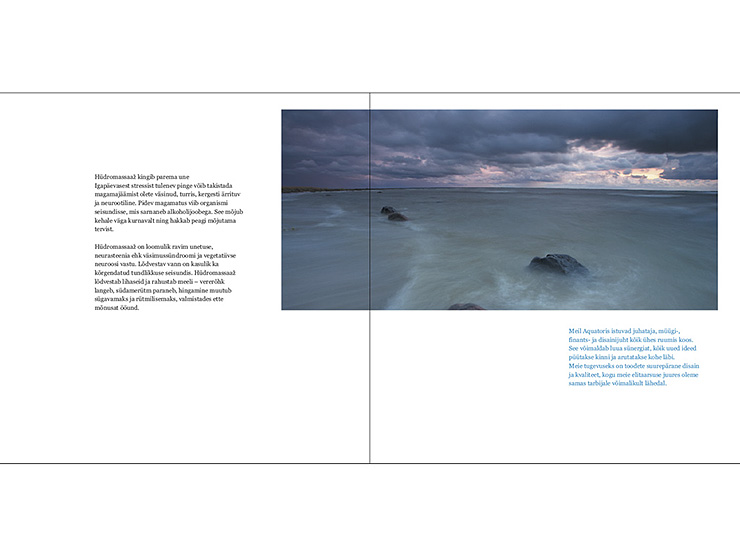 Hüdromassaaž kingib parema une
Igapäevasest stressist tulenev pinge võib takistada
magamajäämist olete väsinud, turris, kergesti ärrituv
ja neurootiline. Pidev magamatus viib organismi
seisundisse, mis sarnaneb alkoholijoobega. See mõjub
kehale väga kurnavalt ning hakkab peagi mõjutama
tervist.

Hüdromassaaž on loomulik ravim unetuse,
neurasteenia ehk väsimussündroomi ja vegetatiivse
neuroosi vastu. Lõdvestav vann on kasulik ka
kõrgendatud tundlikkuse seisundis. Hüdromassaaž
lõdvestab lihaseid ja rahustab meeli – vererõhk
langeb, südamerütm paraneb, hingamine muutub
sügavamaks ja rütmilisemaks, valmistades ette
mõnusat ööund.

Meil Aquatoris istuvad juhataja, müügi-,
finants- ja disainijuht kõik ühes ruumis koos.
See võimaldab luua sünergiat, kõik uued ideed
püütakse kinni ja arutatakse kohe läbi.
Meie tugevuseks on toodete suurepärane disain
ja kvaliteet, kogu meie elitaarsuse juures oleme
samas tarbijale võimalikult lähedal.